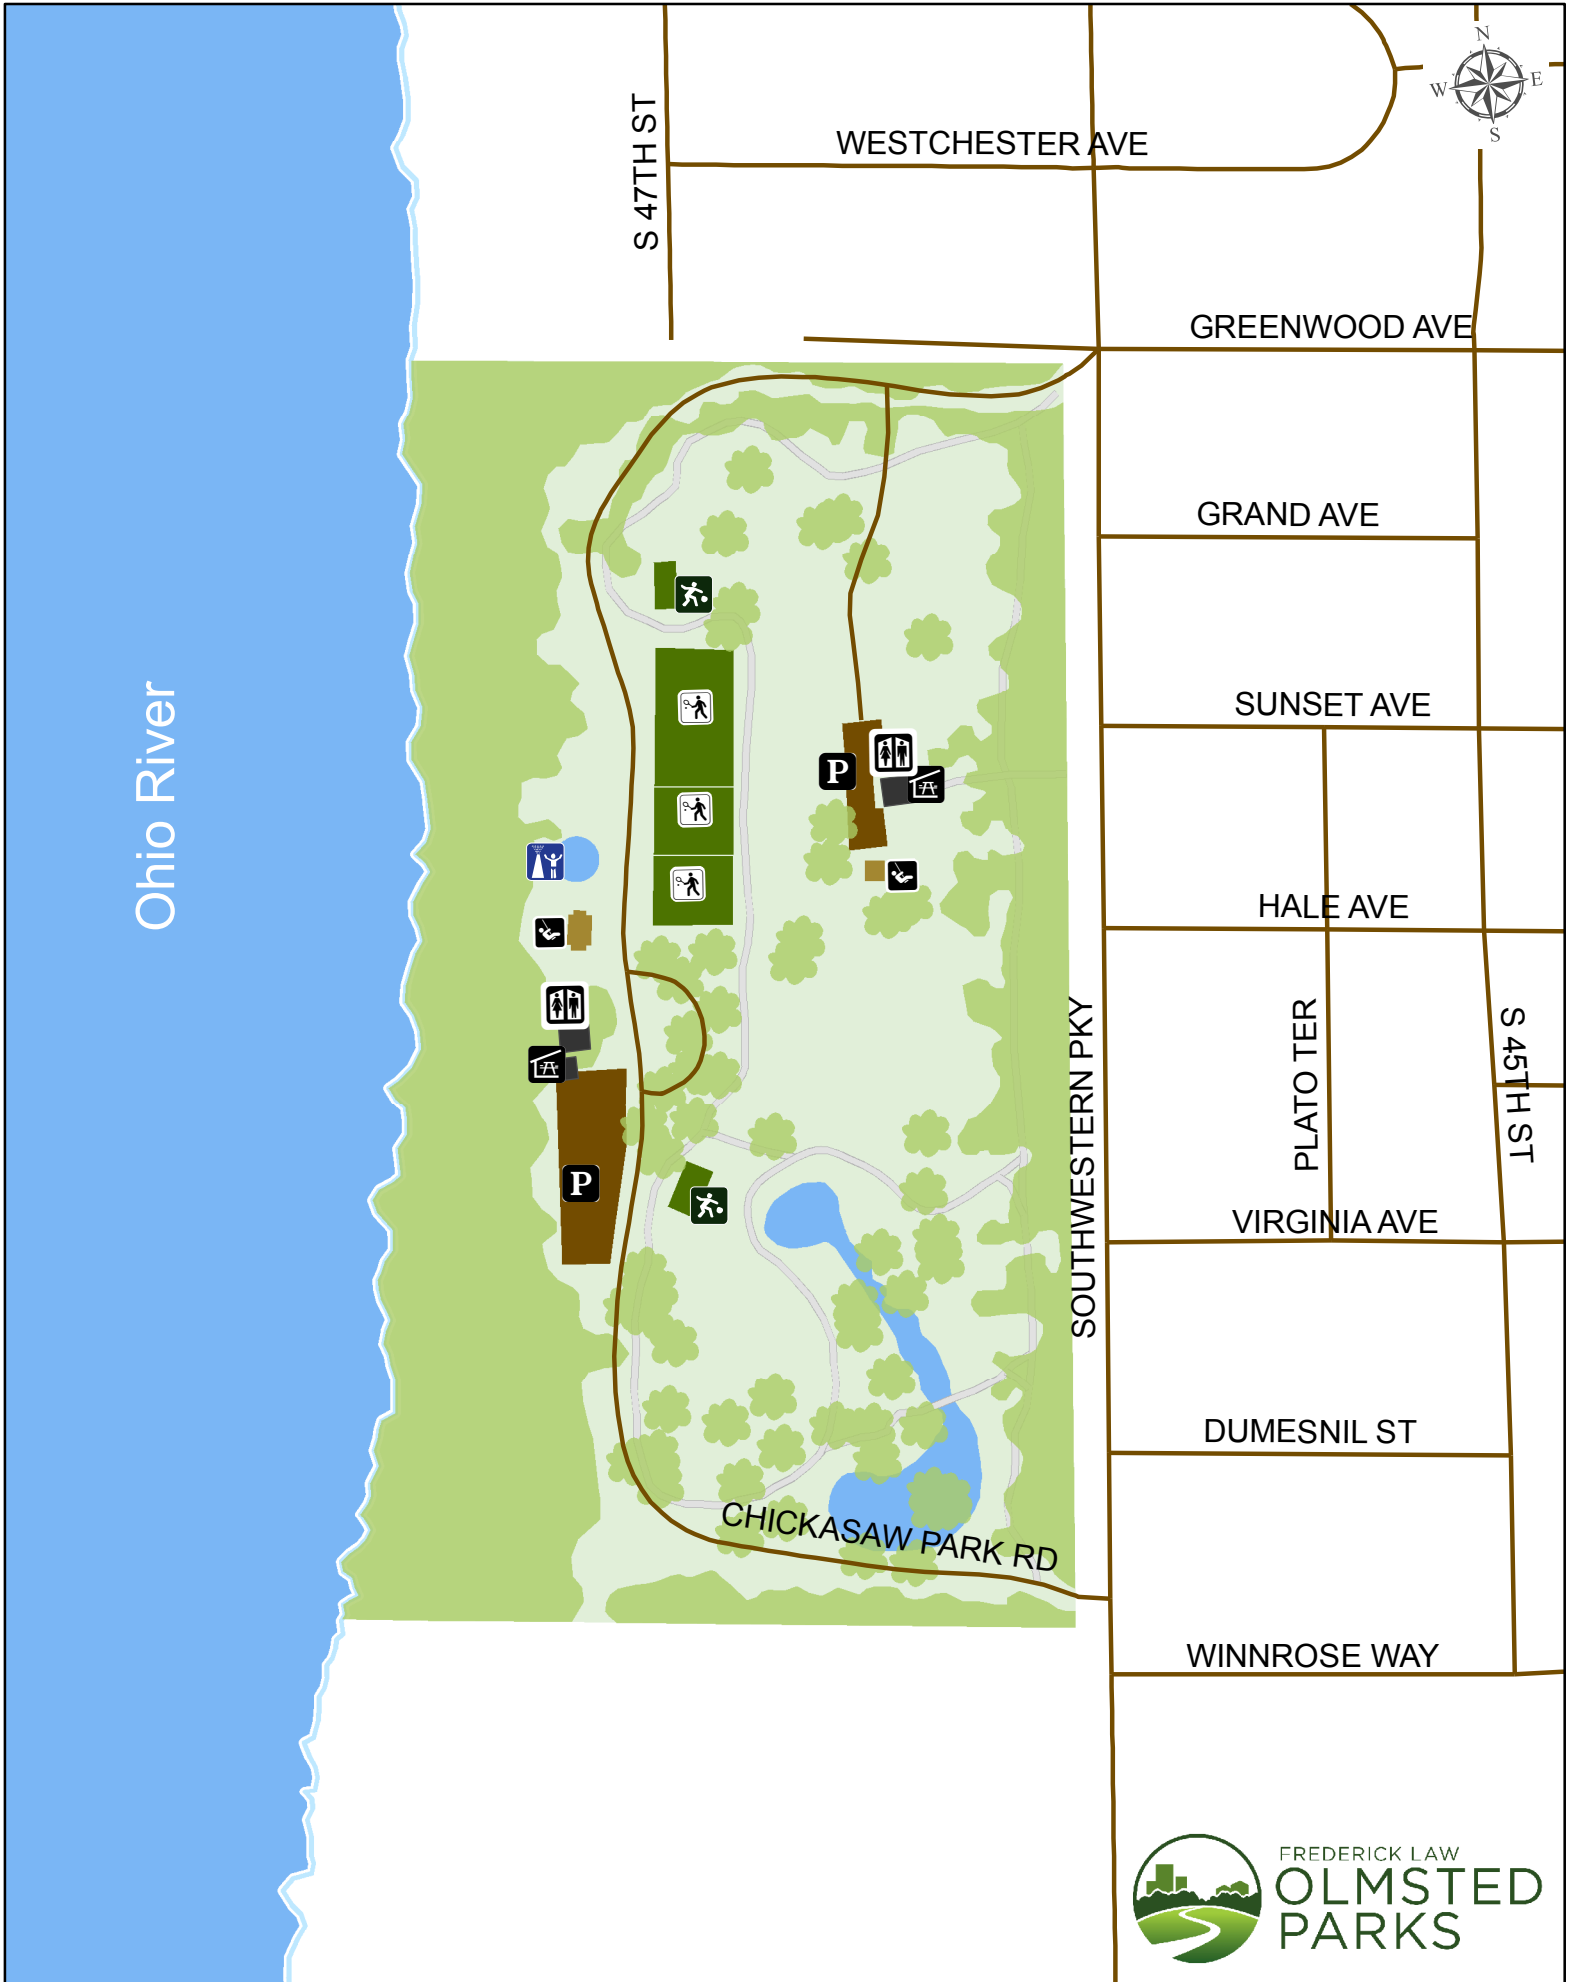 N
W
E
S
S 47TH ST
WESTCHESTER AVE
GREENWOOD AVE
GRAND AVE
SUNSET AVE
Ohio River
P
HALE AVE
SOUTHWESTERN PKY
PLATO TER
S 45TH ST
P
VIRGINIA AVE
DUMESNIL ST
CHICKASAW PARK RD
WINNROSE WAY
FREDERICK LAW
OLMSTED
PARKS